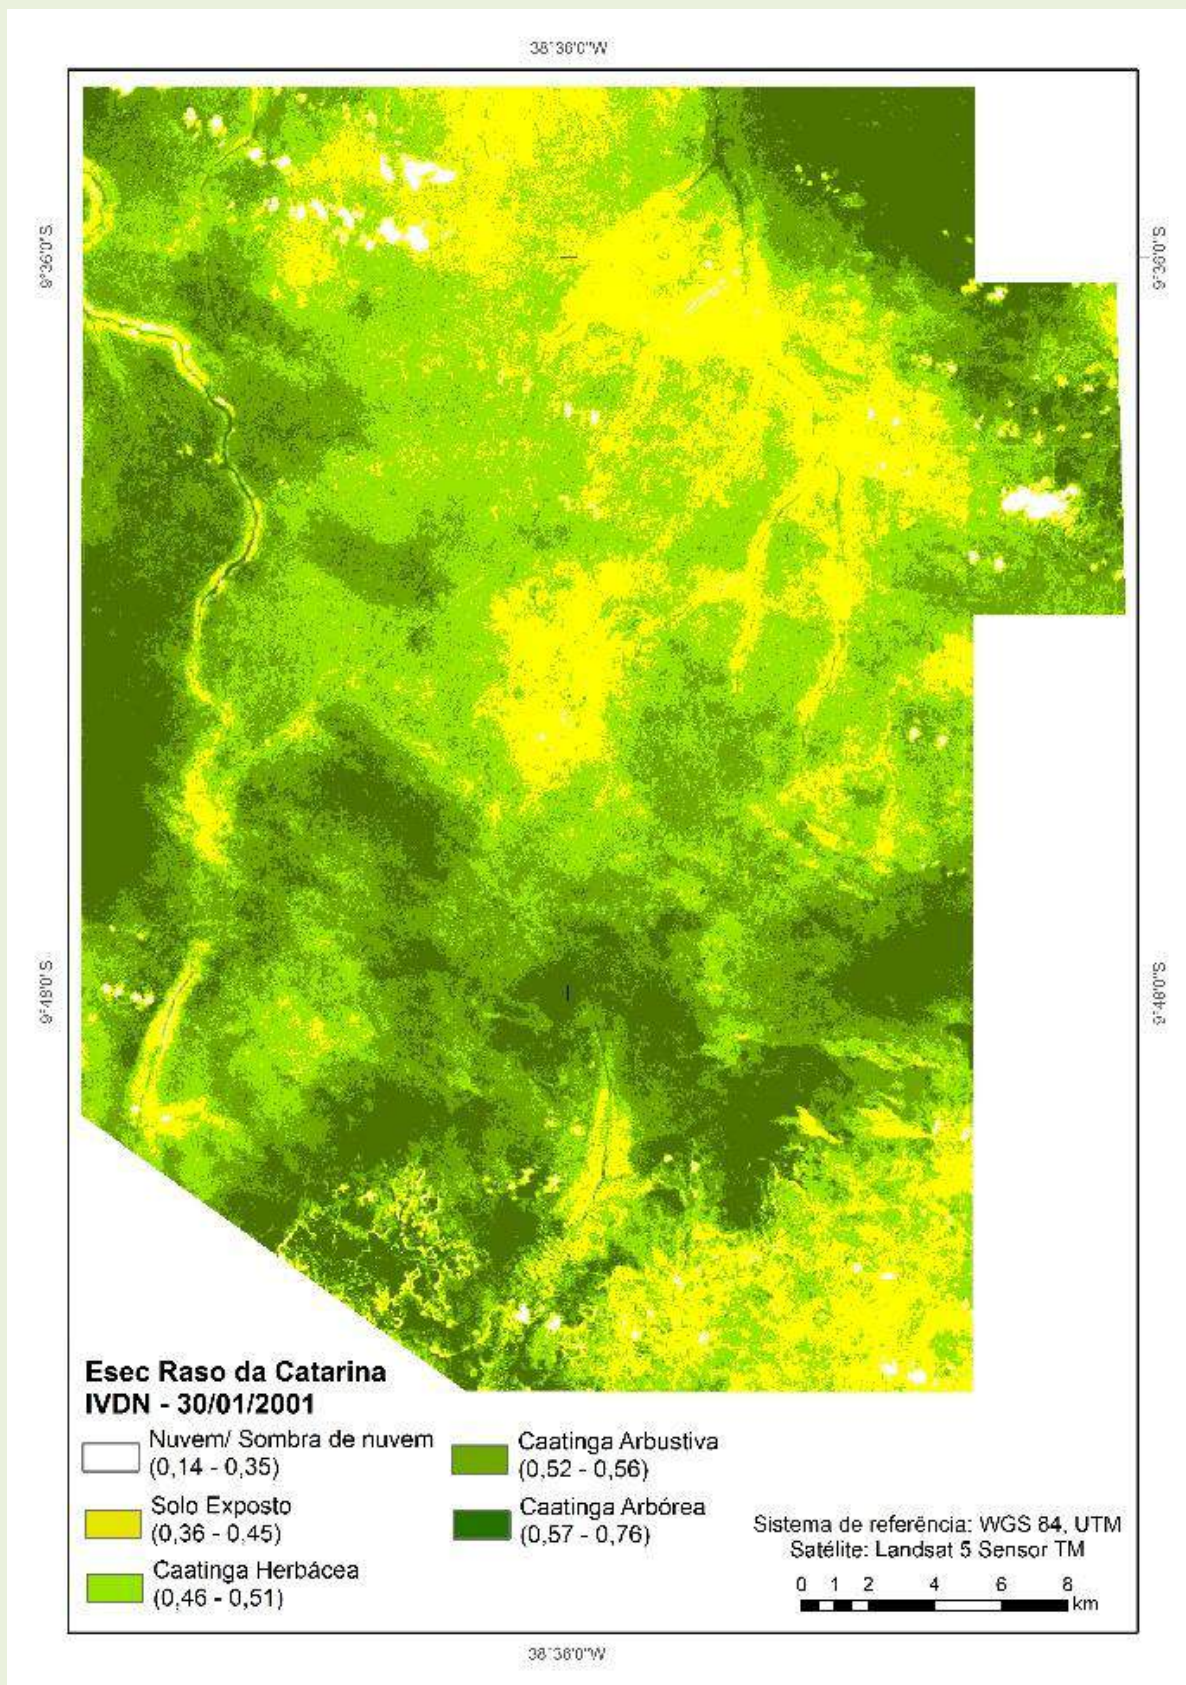 38°36'0"W
9°36'0"S
9°36'0"S
9°48'0"S
9°48'0"S
Esec Raso da Catarina
IVDN - 30/01/2001
Nuvem/ Sombra de nuvem
(0,14 - 0,35)
Solo Exposto
(0,36 - 0,45)
Caatinga Herbácea
(0,46 - 0,51)
Caatinga Arbustiva
(0,52 - 0,56)
Caatinga Arbórea
(0,57 - 0,76)
Sistema de referência: WGS 84, UTM
Satélite: Landsat 5 Sensor TM
0 1 2 4 6 8
km
38°36'0"W